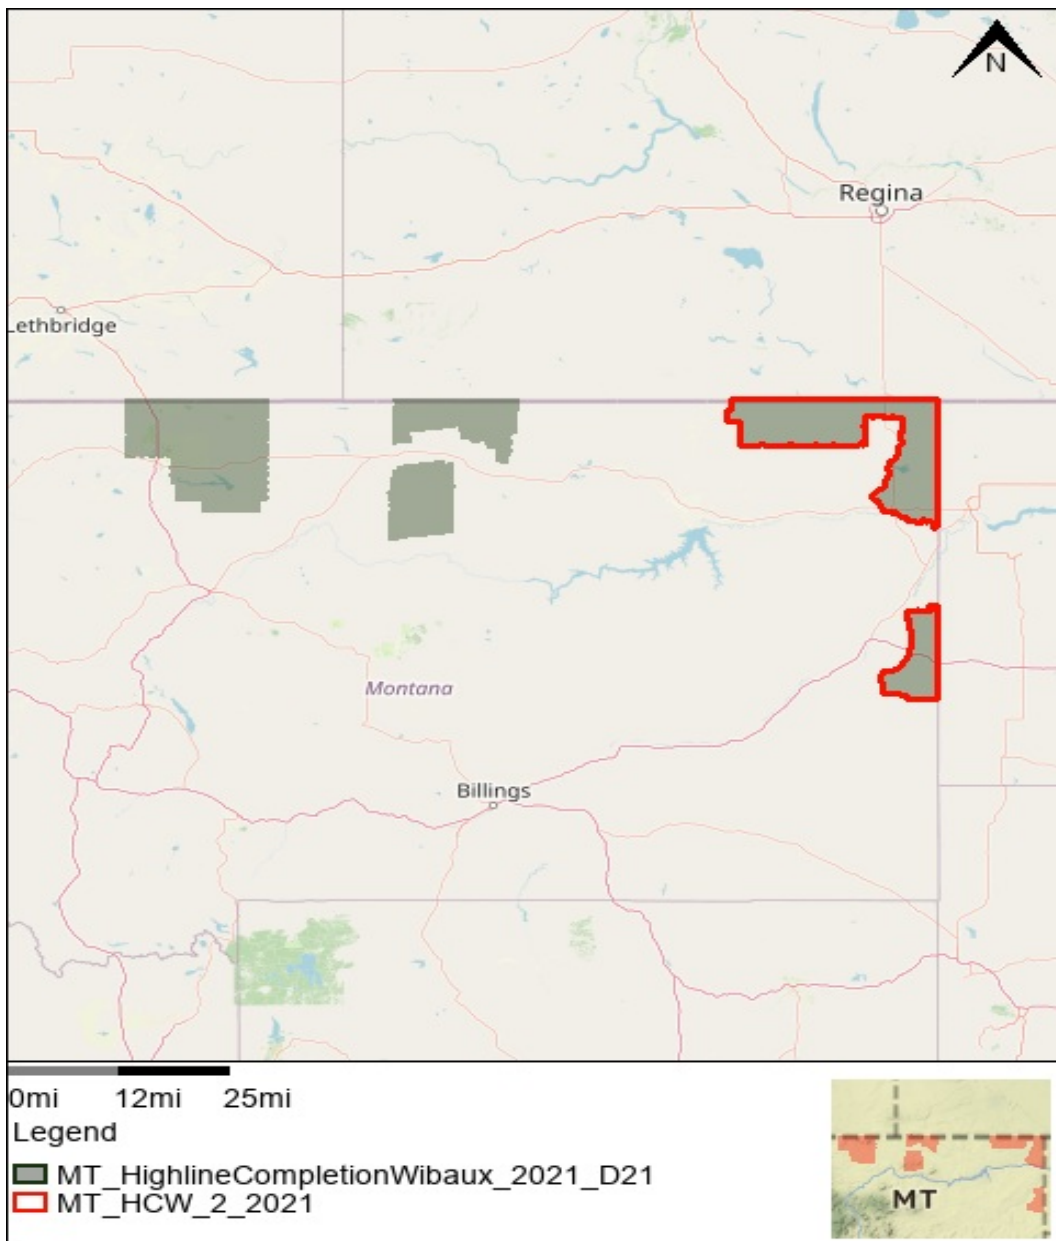 N
Regina
Lethbridge
Montana
Billings
0mi 12mi 25mi
Legend
MT_HighlineCompletionWibaux_2021_D21
MT_HCW_2_2021
MT